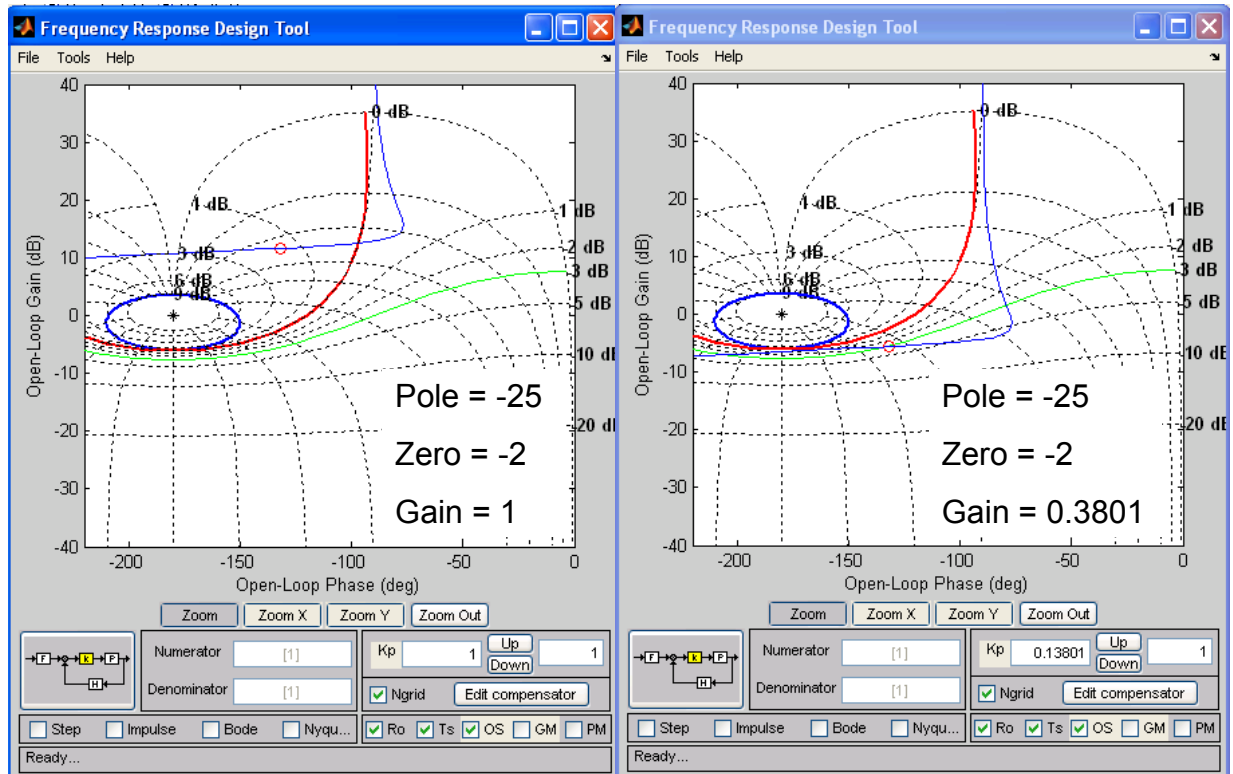 Frequency Response Design Tool
File Tools Help
40
30
20
10
0
-10
-20
-30
-40
Open-Loop Gain (dB)
0 dB
1 dB
3 dB
6 dB
9 dB
-1 dB
-2 dB
-3 dB
-5 dB
-10 dB
-20 dB
Pole = -25
Zero = -2
Gain = 1
-200 -150 -100 -50 0
Open-Loop Phase (deg)
Zoom Zoom X Zoom Y Zoom Out
F k P
H
Numerator [1]
Denominator [1]
Kp 1 Up 1
Down
Ngrid Edit compensator
Step Impulse Bode Nyqu... Ro Ts OS GM PM
Ready...
Frequency Response Design Tool
File Tools Help
40
30
20
10
0
-10
-20
-30
-40
Open-Loop Gain (dB)
0 dB
1 dB
3 dB
6 dB
9 dB
-1 dB
-2 dB
-3 dB
-5 dB
-10 dB
-20 dB
Pole = -25
Zero = -2
Gain = 0.3801
-200 -150 -100 -50 0
Open-Loop Phase (deg)
Zoom Zoom X Zoom Y Zoom Out
F k P
H
Numerator [1]
Denominator [1]
Kp 0.13801 Up 1
Down
Ngrid Edit compensator
Step Impulse Bode Nyqu... Ro Ts OS GM PM
Ready...